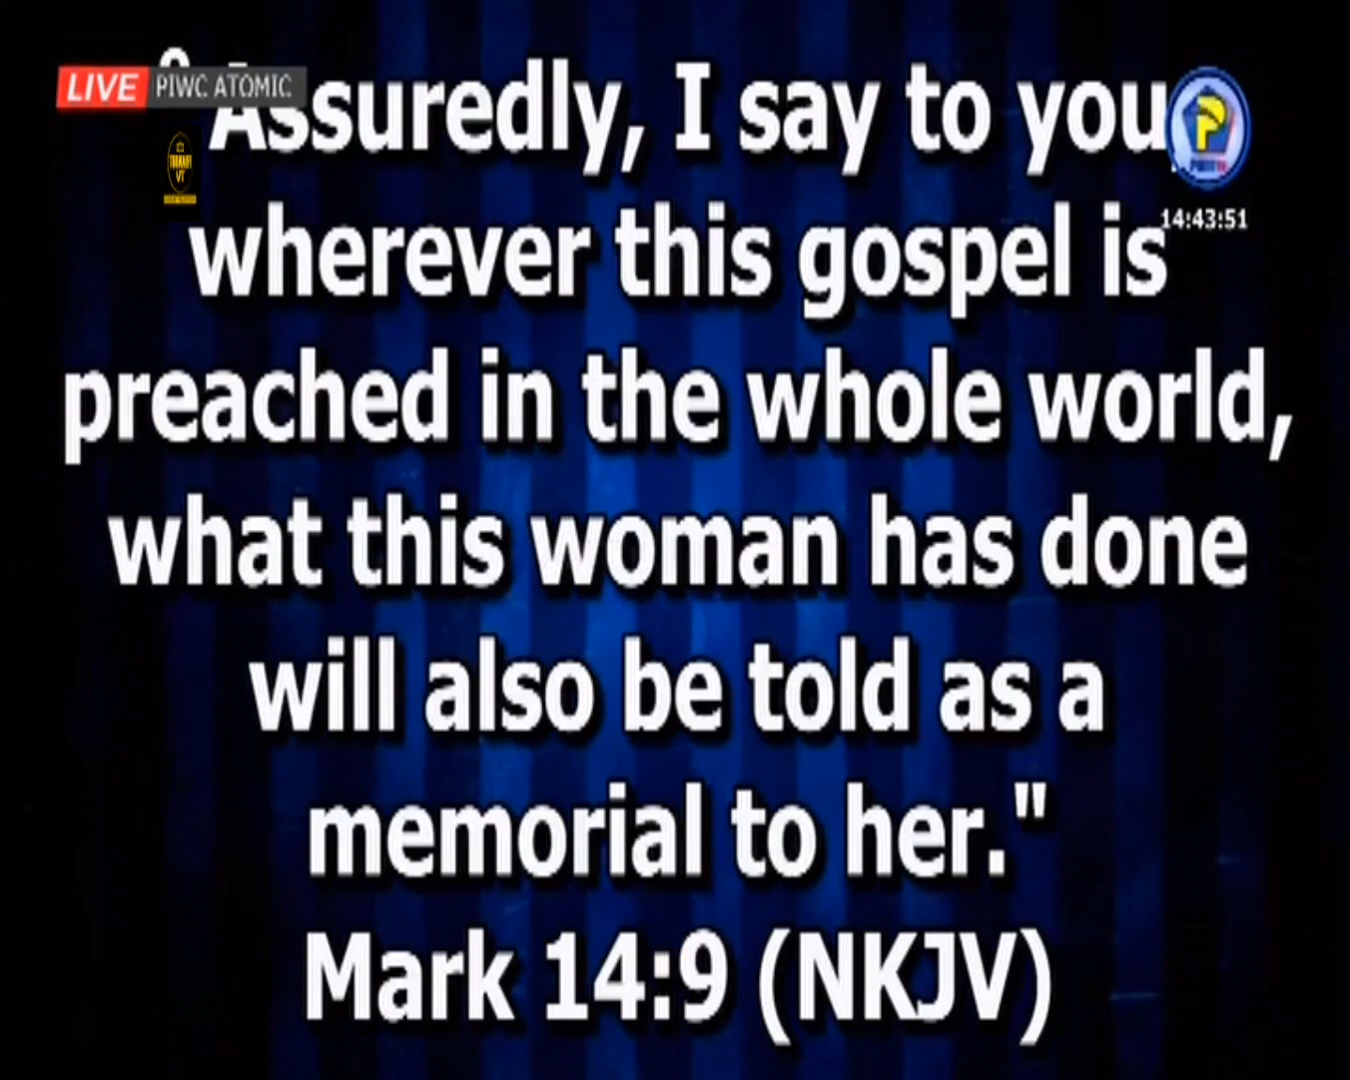 LIVE PIWC ATOMIC
Assuredly, I say to you,
14:43:51
wherever this gospel is
preached in the whole world,
what this woman has done
will also be told as a
memorial to her."
Mark 14:9 (NKJV)